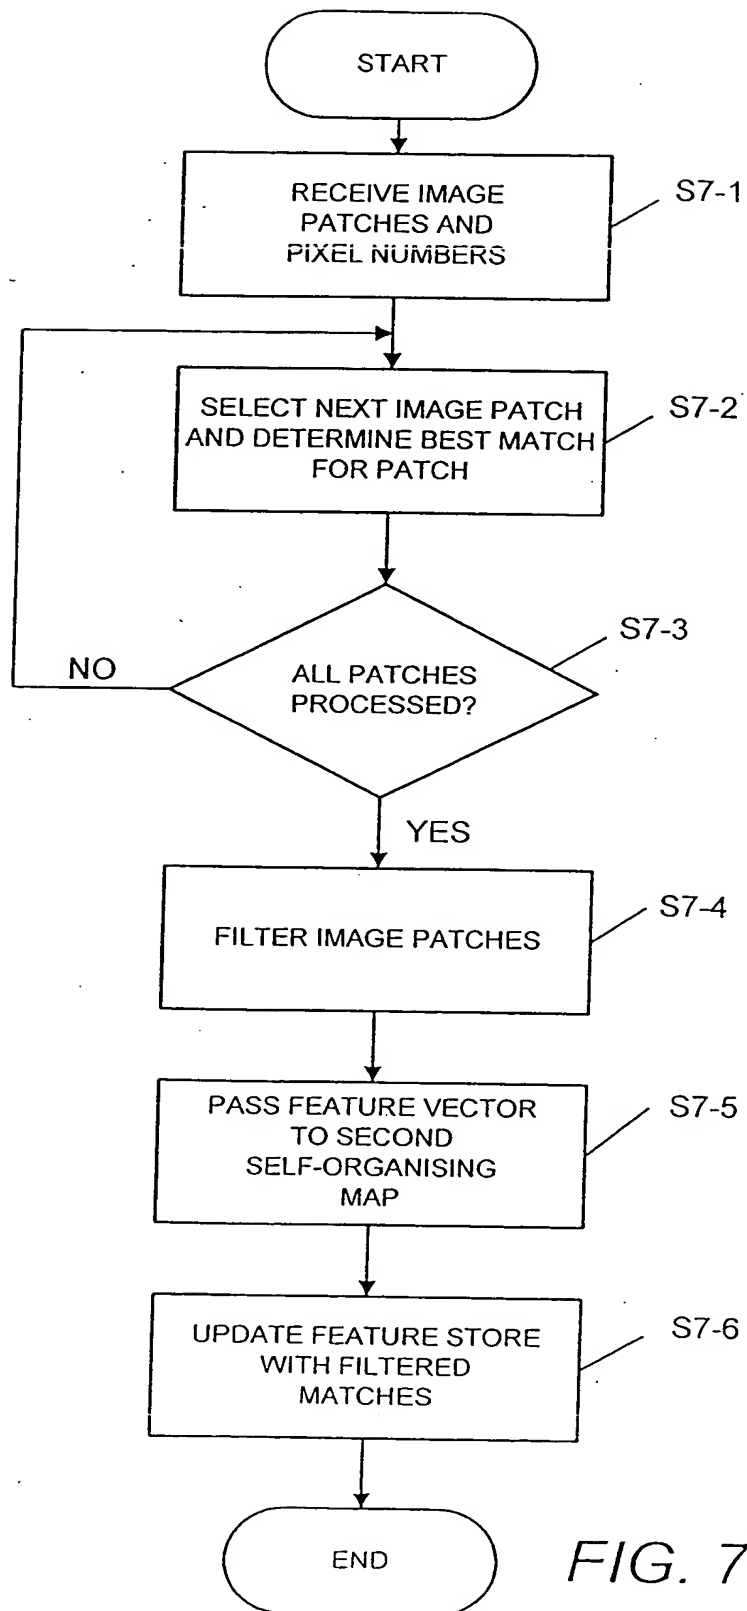 START
RECEIVE IMAGE
PATCHES AND
PIXEL NUMBERS
S7-1
SELECT NEXT IMAGE PATCH
AND DETERMINE BEST MATCH
FOR PATCH
S7-2
ALL PATCHES
PROCESSED?
S7-3
NO
YES
FILTER IMAGE PATCHES
S7-4
PASS FEATURE VECTOR
TO SECOND
SELF-ORGANISING
MAP
S7-5
UPDATE FEATURE STORE
WITH FILTERED
MATCHES
S7-6
END
FIG. 7